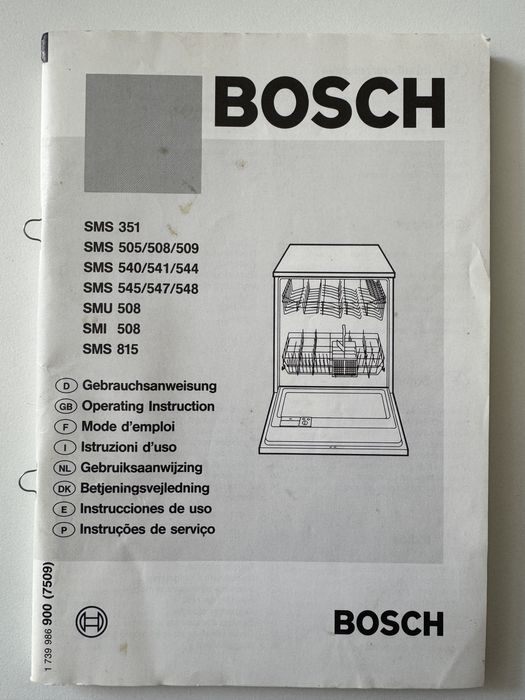 BOSCH
SMS 351
SMS 505/508/509
SMS 540/541/544
SMS 545/547/548
SMU 508
SMI 508
SMS 815
D Gebrauchsanweisung
GB Operating Instruction
F Mode d'emploi
I Istruzioni d'uso
NL Gebruiksaanwijzing
DK Betjeningsvejledning
E Instrucciones de uso
P Instruções de serviço
1 739 986 900 (7509)
BOSCH